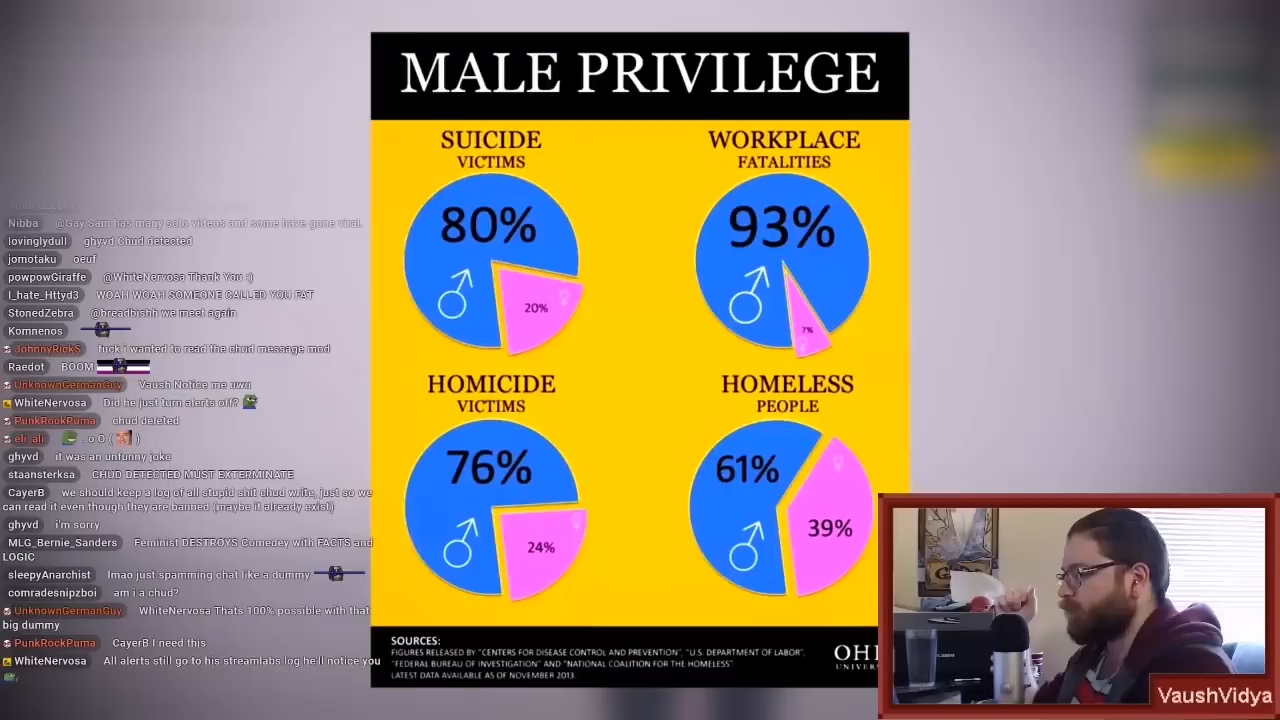 MALE PRIVILEGE
SUICIDE
VICTIMS
80%
20%
WORKPLACE
FATALITIES
93%
7%
HOMICIDE
VICTIMS
76%
24%
HOMELESS
PEOPLE
61%
39%
SOURCES:
FIGURES RELEASED BY "CENTERS FOR DISEASE CONTROL AND PREVENTION", "U.S. DEPARTMENT OF LABOR",
"FEDERAL BUREAU OF INVESTIGATION" AND "NATIONAL COALITION FOR THE HOMELESS"
LATEST DATA AVAILABLE AS OF NOVEMBER 2013.
Nibba @Gay Sam has many solo videos and some have gone viral.
lovinglydull ghyvd Chud detected
jomotaku oeuf
powpowGiraffe @WhiteNervosa Thank You :)
I_hate_Httyd3 WOAH WOAH SOMEONE CALLED YOU FAT
StonedZebra @breadbishh we meet again
Komnenos
JohnnyRickS fuck i wanted to read the chud message mod
Raedot BOOM
UnknownGermanGuy Vaush Notice me uwu
WhiteNervosa Did he just turn alerts off?
PunkRockPuma chud deleted
eli_ali . o O ( )
ghyvd it was an unfunny joke
staansterksa CHUD DETECTED MUST EXTERMINATE
CayerB we should keep a log of all stupid shit chud write, just so we
can read it even though they are banned (maybe it already exist)
ghyvd i'm sorry
MLG_Bernie_Sanders Feminist DESTROYS Comedey with FACTS and
LOGIC
sleepyAnarchist lmao just spamming chat like a dummy
comradesnipzboi am i a chud?
UnknownGermanGuy WhiteNervosa Thats 100% possible with that
big dummy
PunkRockPuma CayerB I need this
WhiteNervosa All alerts still go to his streamlabs log he'll notice you
VaushVidya